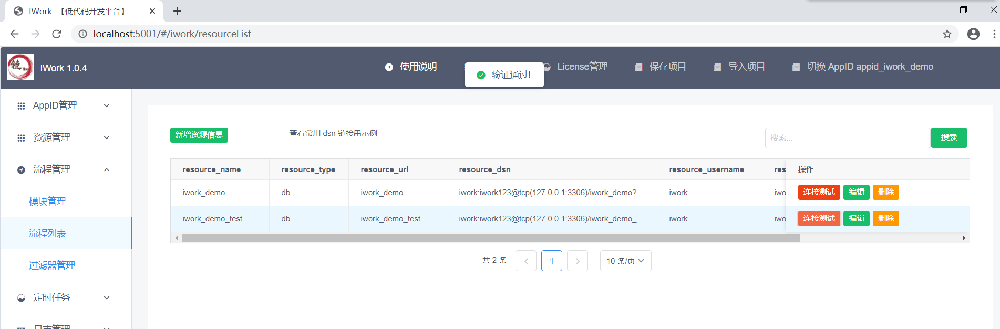 IWork -【低代码开发平台】
localhost:5001/#/iwork/resourceList
IWork 1.0.4
使用说明
License管理
保存项目
导入项目
切换 AppID appid_iwork_demo
验证通过!
AppID管理
资源管理
流程管理
模块管理
流程列表
过滤器管理
定时任务
日志管理
新增资源信息
查看常用 dsn 链接串示例
搜索...
搜索
resource_name resource_type resource_url resource_dsn resource_username res 操作
iwork_demo db iwork_demo iwork:iwork123@tcp(127.0.0.1:3306)/iwork_demo?... iwork iwo 连接测试 编辑 删除
iwork_demo_test db iwork_demo_test iwork:iwork123@tcp(127.0.0.1:3306)/iwork_demo_... iwork iwo 连接测试 编辑 删除
共 2 条
1
10 条/页